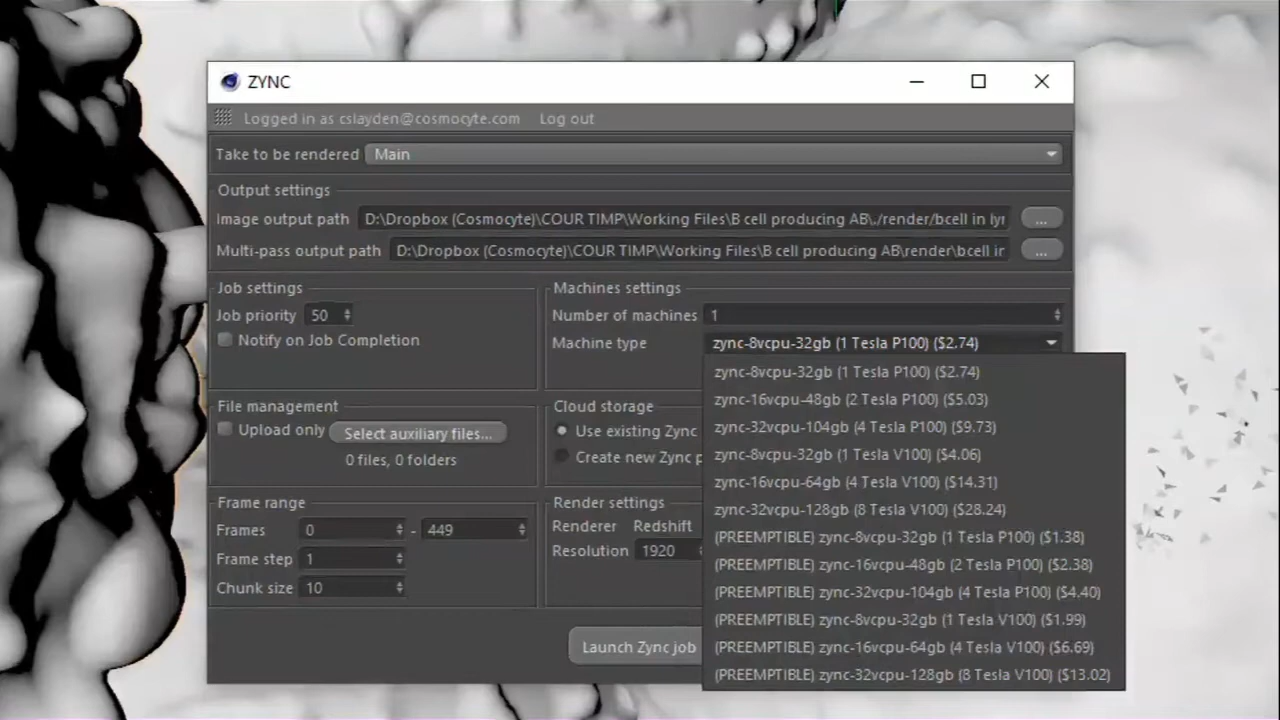 ZYNC
Logged in as cslayden@cosmocyte.com Log out
Take to be rendered Main
Output settings
Image output path D:\Dropbox (Cosmocyte)\COUR TIMP\Working Files\B cell producing AB\./render/bcell in lyr ...
Multi-pass output path D:\Dropbox (Cosmocyte)\COUR TIMP\Working Files\B cell producing AB\render\bcell in ...
Job settings
Job priority 50
Notify on Job Completion
Machines settings
Number of machines 1
Machine type zync-8vcpu-32gb (1 Tesla P100) ($2.74)
zync-8vcpu-32gb (1 Tesla P100) ($2.74)
zync-16vcpu-48gb (2 Tesla P100) ($5.03)
zync-32vcpu-104gb (4 Tesla P100) ($9.73)
zync-8vcpu-32gb (1 Tesla V100) ($4.06)
zync-16vcpu-64gb (4 Tesla V100) ($14.31)
zync-32vcpu-128gb (8 Tesla V100) ($28.24)
(PREEMPTIBLE) zync-8vcpu-32gb (1 Tesla P100) ($1.38)
(PREEMPTIBLE) zync-16vcpu-48gb (2 Tesla P100) ($2.38)
(PREEMPTIBLE) zync-32vcpu-104gb (4 Tesla P100) ($4.40)
(PREEMPTIBLE) zync-8vcpu-32gb (1 Tesla V100) ($1.99)
(PREEMPTIBLE) zync-16vcpu-64gb (4 Tesla V100) ($6.69)
(PREEMPTIBLE) zync-32vcpu-128gb (8 Tesla V100) ($13.02)
File management
Upload only Select auxiliary files...
0 files, 0 folders
Cloud storage
Use existing Zync
Create new Zync p
Frame range
Frames 0 - 449
Frame step 1
Chunk size 10
Render settings
Renderer Redshift
Resolution 1920
Launch Zync job